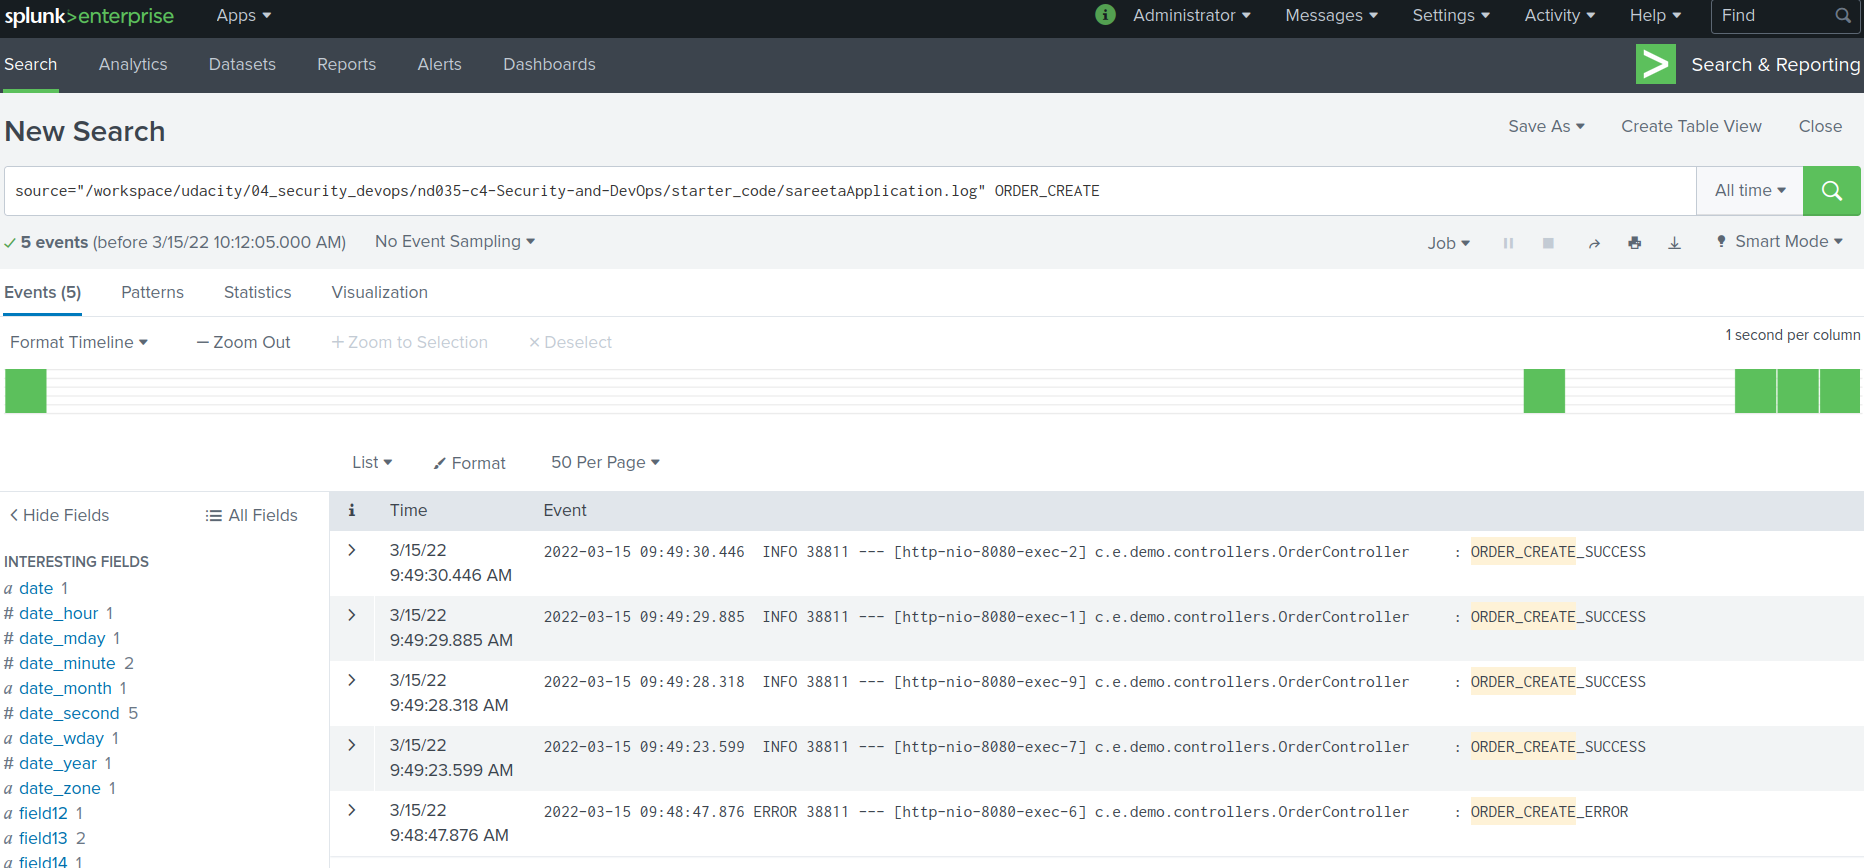 splunk>enterprise Apps i Administrator Messages Settings Activity Help Find
Search Analytics Datasets Reports Alerts Dashboards > Search & Reporting
New Search Save As Create Table View Close
source="/workspace/udacity/04_security_devops/nd035-c4-Security-and-DevOps/starter_code/sareetaApplication.log" ORDER_CREATE All time
5 events (before 3/15/22 10:12:05.000 AM) No Event Sampling Job Smart Mode
Events (5) Patterns Statistics Visualization
Format Timeline — Zoom Out + Zoom to Selection × Deselect 1 second per column
List Format 50 Per Page
< Hide Fields All Fields
i Time Event
INTERESTING FIELDS
a date 1
# date_hour 1
# date_mday 1
# date_minute 2
a date_month 1
# date_second 5
a date_wday 1
# date_year 1
a date_zone 1
a field12 1
a field13 2
a field14 1
> 3/15/22 2022-03-15 09:49:30.446  INFO 38811 --- [http-nio-8080-exec-2] c.e.demo.controllers.OrderController     : ORDER_CREATE_SUCCESS
9:49:30.446 AM
> 3/15/22 2022-03-15 09:49:29.885  INFO 38811 --- [http-nio-8080-exec-1] c.e.demo.controllers.OrderController     : ORDER_CREATE_SUCCESS
9:49:29.885 AM
> 3/15/22 2022-03-15 09:49:28.318  INFO 38811 --- [http-nio-8080-exec-9] c.e.demo.controllers.OrderController     : ORDER_CREATE_SUCCESS
9:49:28.318 AM
> 3/15/22 2022-03-15 09:49:23.599  INFO 38811 --- [http-nio-8080-exec-7] c.e.demo.controllers.OrderController     : ORDER_CREATE_SUCCESS
9:49:23.599 AM
> 3/15/22 2022-03-15 09:48:47.876 ERROR 38811 --- [http-nio-8080-exec-6] c.e.demo.controllers.OrderController     : ORDER_CREATE_ERROR
9:48:47.876 AM